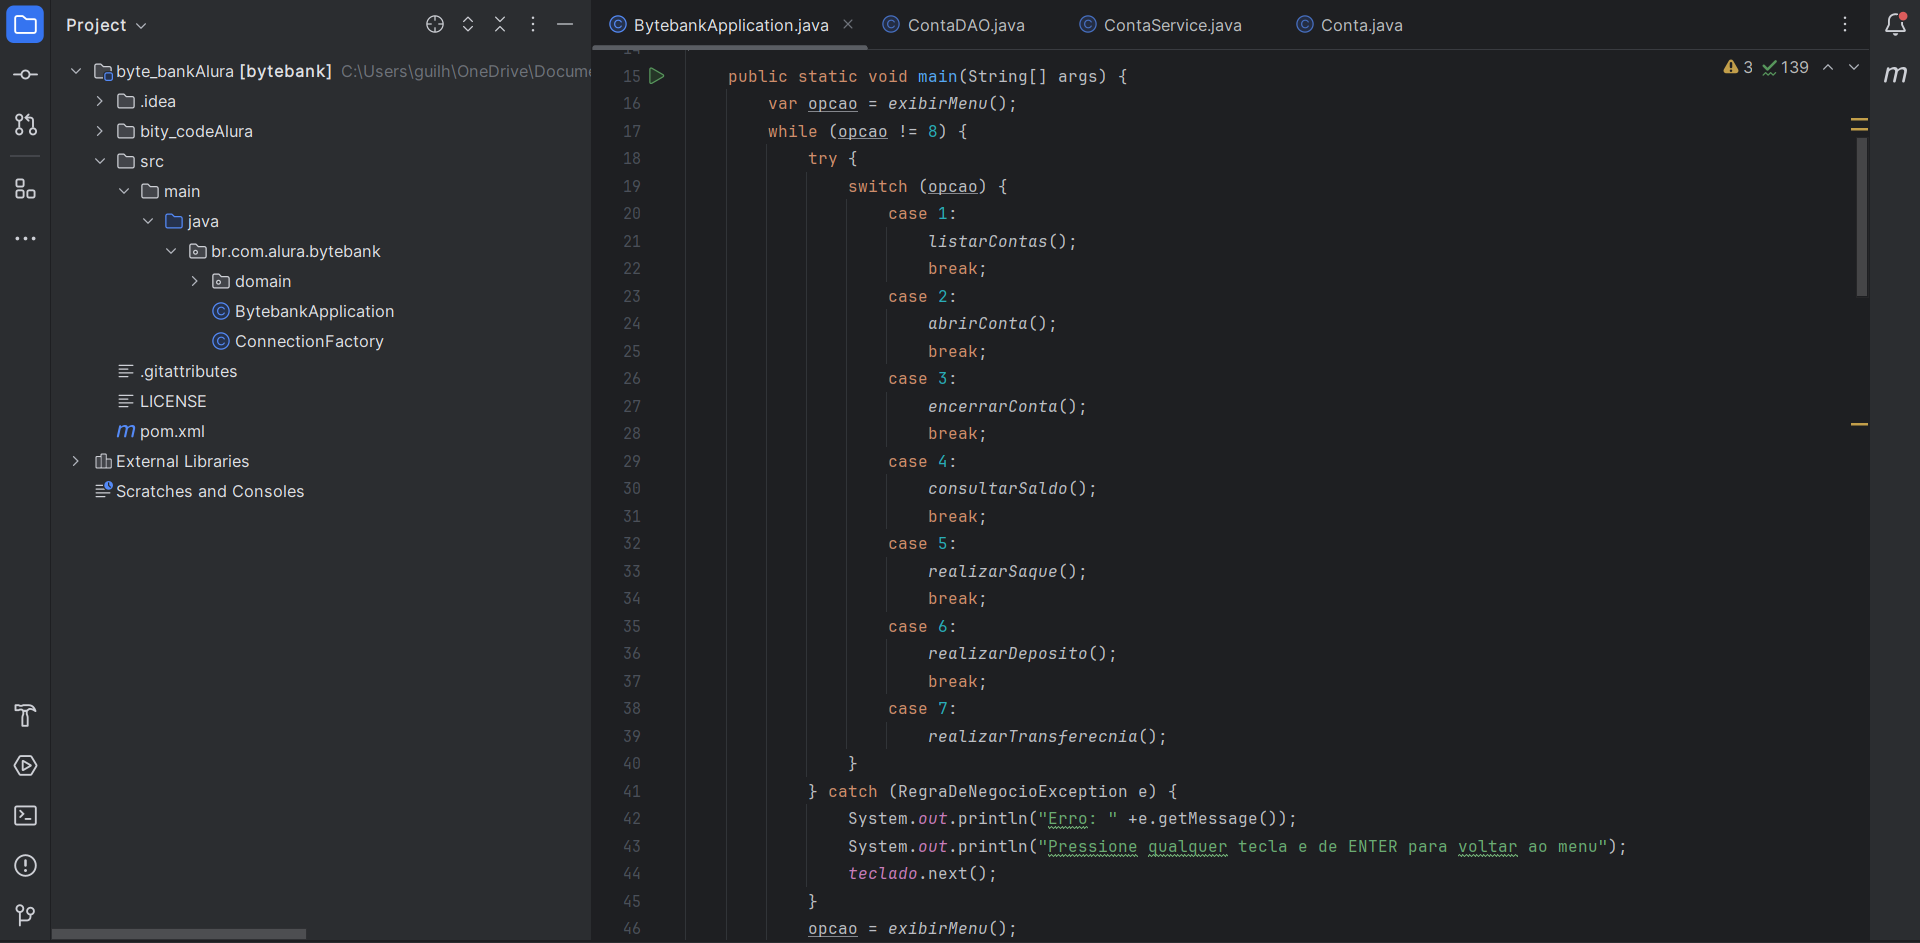 Project
byte_bankAlura [bytebank] C:\Users\guilh\OneDrive\Docume
.idea
bity_codeAlura
src
main
java
br.com.alura.bytebank
domain
BytebankApplication
ConnectionFactory
.gitattributes
LICENSE
m pom.xml
External Libraries
Scratches and Consoles
BytebankApplication.java
ContaDAO.java
ContaService.java
Conta.java
3 139
m
14
15 public static void main(String[] args) {
16 var opcao = exibirMenu();
17 while (opcao != 8) {
18 try {
19 switch (opcao) {
20 case 1:
21 listarContas();
22 break;
23 case 2:
24 abrirConta();
25 break;
26 case 3:
27 encerrarConta();
28 break;
29 case 4:
30 consultarSaldo();
31 break;
32 case 5:
33 realizarSaque();
34 break;
35 case 6:
36 realizarDeposito();
37 break;
38 case 7:
39 realizarTransferecnia();
40 }
41 } catch (RegraDeNegocioException e) {
42 System.out.println("Erro: " +e.getMessage());
43 System.out.println("Pressione qualquer tecla e de ENTER para voltar ao menu");
44 teclado.next();
45 }
46 opcao = exibirMenu();